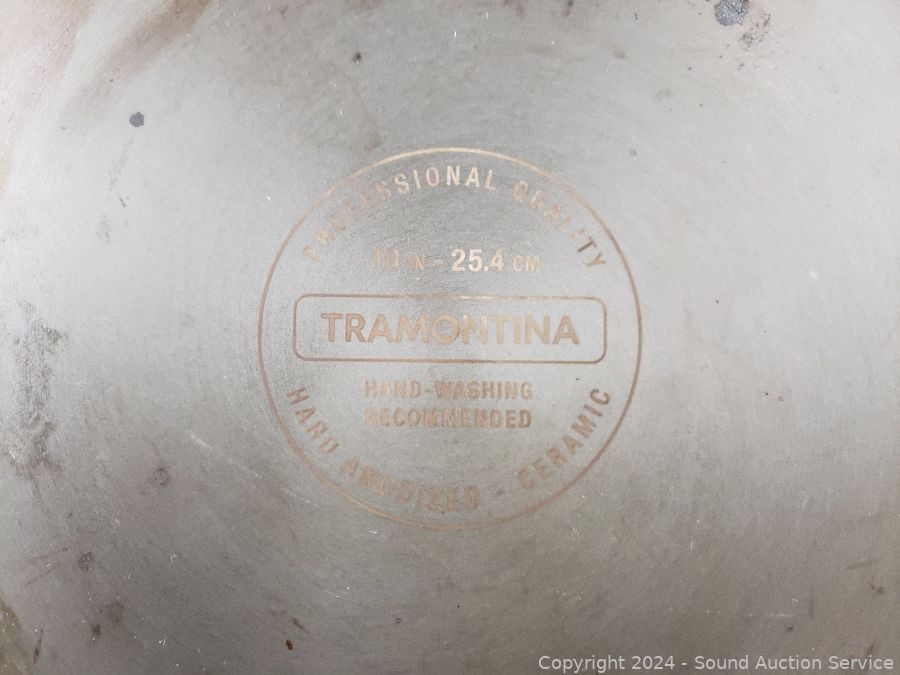 PROFESSIONAL QUALITY
10 IN - 25.4 CM
TRAMONTINA
HAND-WASHING
RECOMMENDED
HARD ANODIZED - CERAMIC
Copyright 2024 - Sound Auction Service